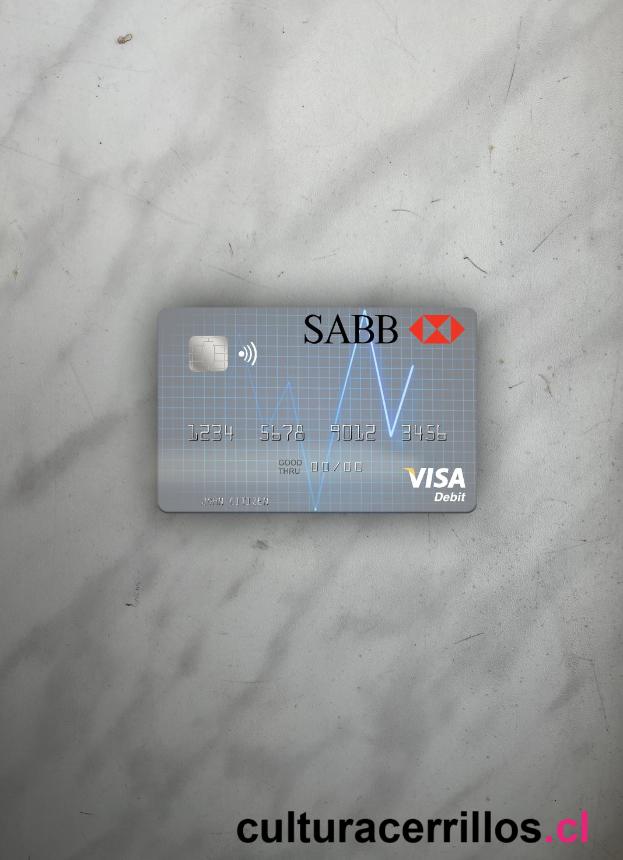 SABB
1234 5678 9012 3456
GOOD THRU 00/00
VISA
Debit
culturacerrillos.cl